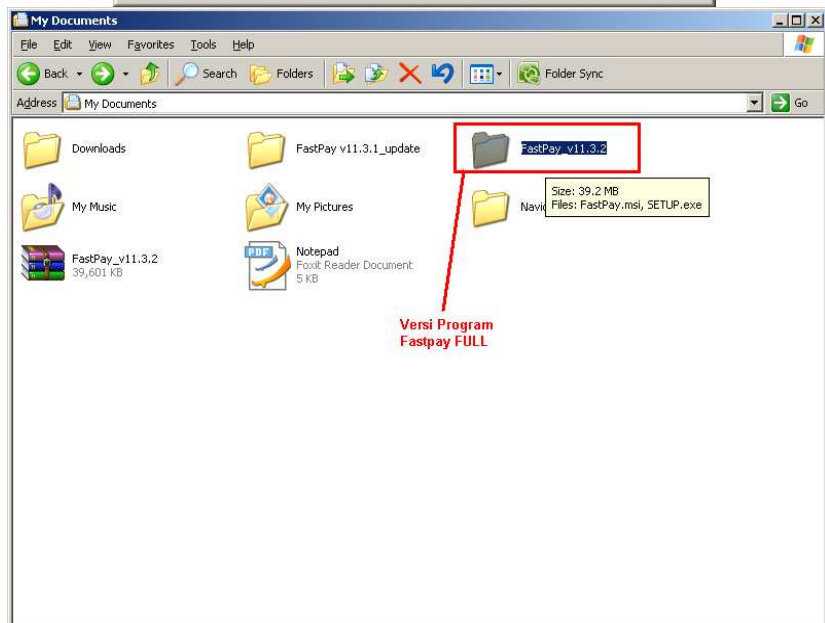 My Documents
File Edit View Favorites Tools Help
Back Search Folders Folder Sync
Address My Documents Go
Downloads
FastPay v11.3.1_update
FastPay_v11.3.2
Size: 39.2 MB
Files: FastPay.msi, SETUP.exe
My Music
My Pictures
FastPay_v11.3.2
39,601 KB
PDF
Notepad
Foxit Reader Document
5 KB
Versi Program
Fastpay FULL